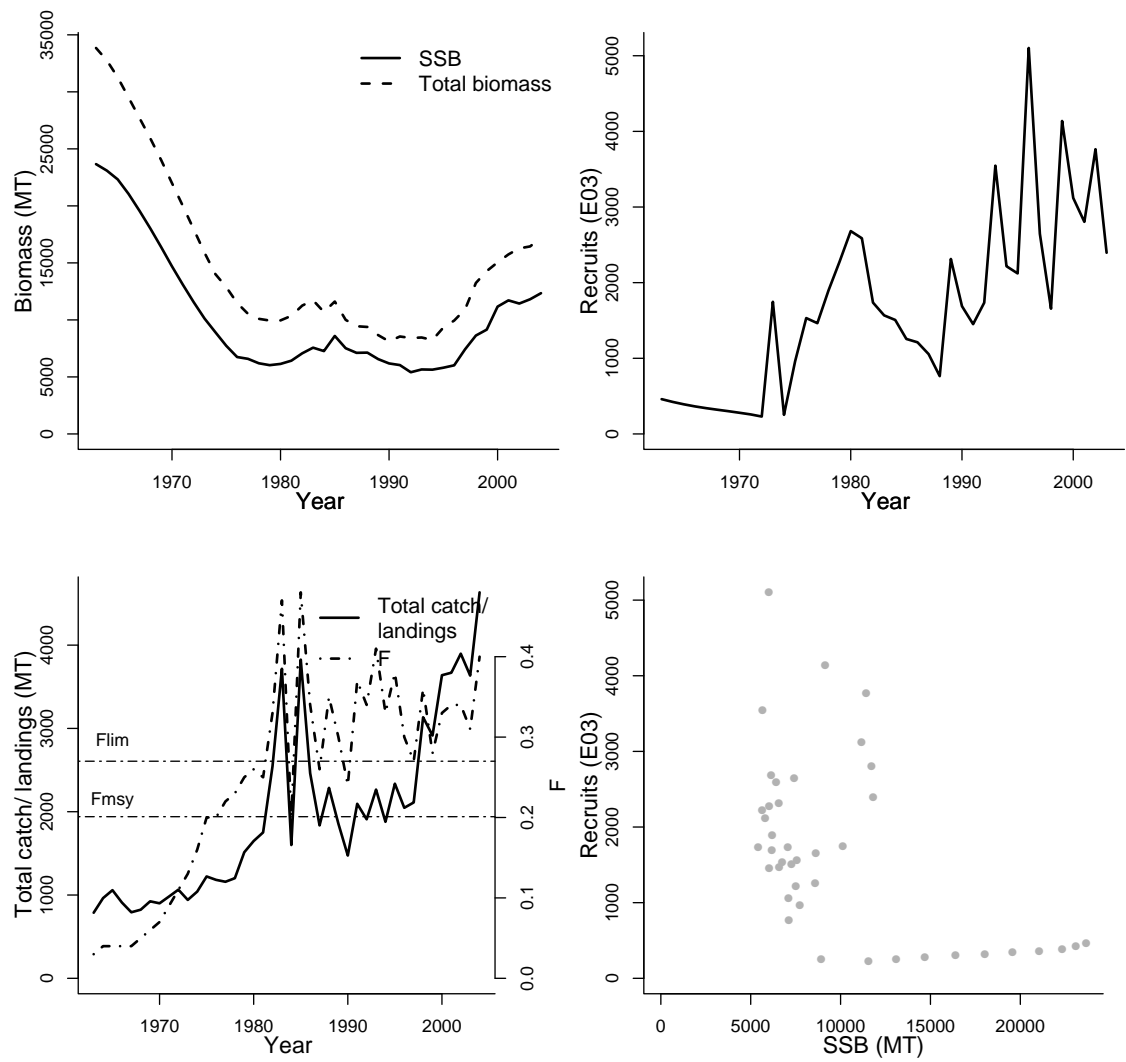 SSB
Total biomass
Biomass (MT)
0
5000
15000
25000
35000
1970
1980
1990
2000
Year
Recruits (E03)
0
1000
2000
3000
4000
5000
1970
1980
1990
2000
Year
Total catch/
landings
F
Flim
Fmsy
Total catch/ landings (MT)
0
1000
2000
3000
4000
F
0.0
0.1
0.2
0.3
0.4
1970
1980
1990
2000
Year
Recruits (E03)
0
1000
2000
3000
4000
5000
0
5000
10000
15000
20000
SSB (MT)